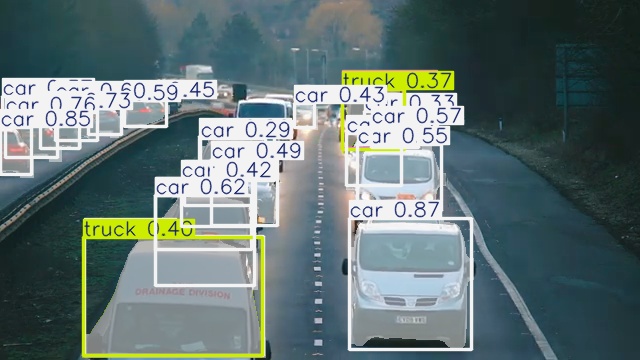 truck 0.37
0.45
0.59
car 0.43
0.33
0.76
.73
car 0.85
car 0.57
car 0.29
car 0.55
car 0.49
car 0.42
car 0.62
car 0.87
truck 0.40
DRAINAGE DIVISION